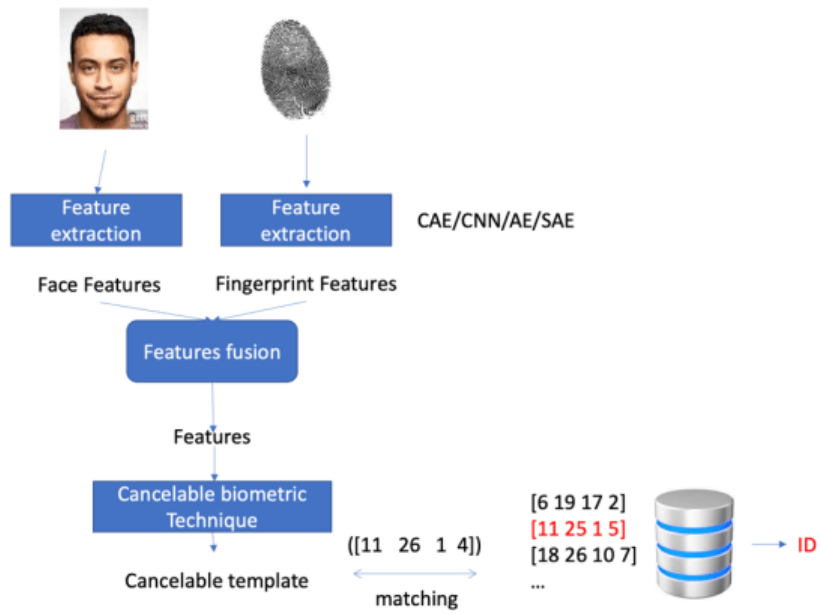 Feature
extraction
Feature
extraction
CAE/CNN/AE/SAE
Face Features
Fingerprint Features
Features fusion
Features
Cancelable biometric
Technique
([11 26 1 4])
Cancelable template
matching
[6 19 17 2]
[11 25 1 5]
[18 26 10 7]
...
ID